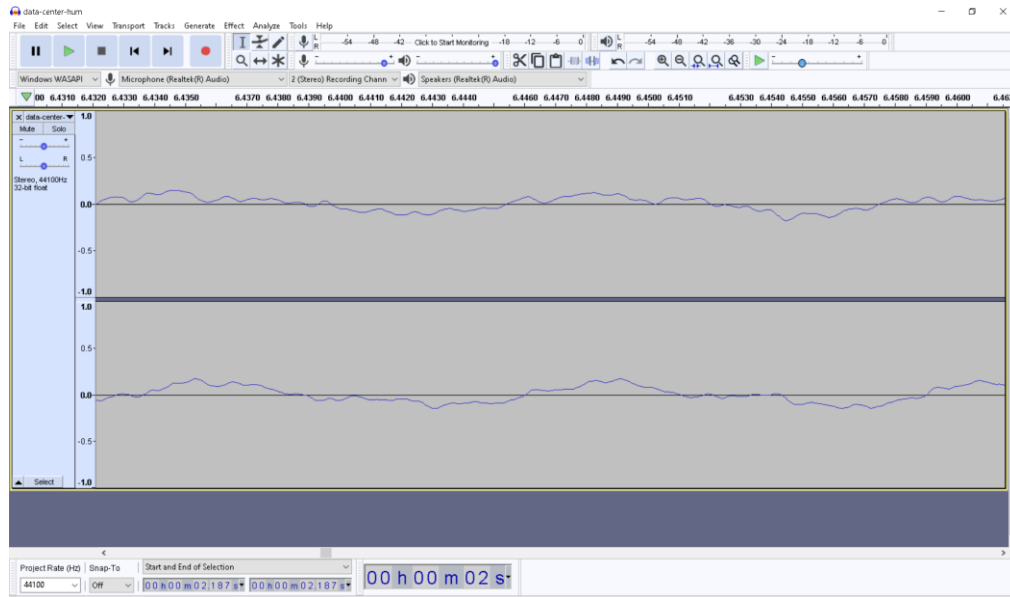 data-center-hum
File Edit Select View Transport Tracks Generate Effect Analyze Tools Help
L R -54 -48 -42 Click to Start Monitoring -18 -12 -6 0 L R -54 -48 -42 -36 -30 -24 -18 -12 -6 0
Windows WASAPI Microphone (Realtek(R) Audio) 2 (Stereo) Recording Chann Speakers (Realtek(R) Audio)
00 6.4310 6.4320 6.4330 6.4340 6.4350 6.4370 6.4380 6.4390 6.4400 6.4410 6.4420 6.4430 6.4440 6.4460 6.4470 6.4480 6.4490 6.4500 6.4510 6.4530 6.4540 6.4550 6.4560 6.4570 6.4580 6.4590 6.4600 6.46
X data-center- 1.0
Mute Solo
- +
L R 0.5
Stereo, 44100Hz
32-bit float
0.0
-0.5
-1.0
1.0
0.5
0.0
-0.5
Select -1.0
Project Rate (Hz) Snap-To Start and End of Selection
44100 Off 00 h 00 m 02,187 s 00 h 00 m 02,187 s
00 h 00 m 02 s